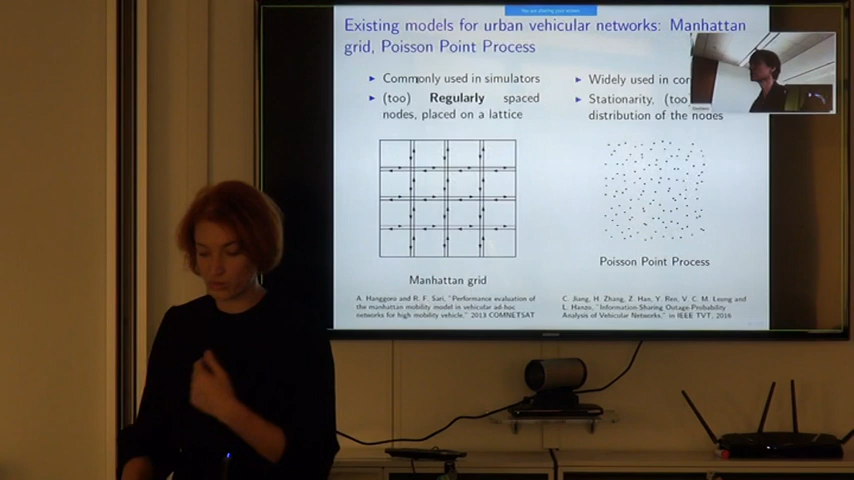 You are sharing your screen
Existing models for urban vehicular networks: Manhattan
grid, Poisson Point Process
▶ Commonly used in simulators
▶ (too) Regularly spaced
nodes, placed on a lattice
Manhattan grid
A. Hanggoro and R. F. Sari, "Performance evaluation of
the manhattan mobility model in vehicular ad-hoc
networks for high mobility vehicle," 2013 COMNETSAT
▶ Widely used in
▶ Stationarity, (too)
distribution of the nodes
Poisson Point Process
C. Jiang, H. Zhang, Z. Han, Y. Ren, V. C. M. Leung and
L. Hanzo, "Information-Sharing Outage-Probability
Analysis of Vehicular Networks," in IEEE TVT, 2016